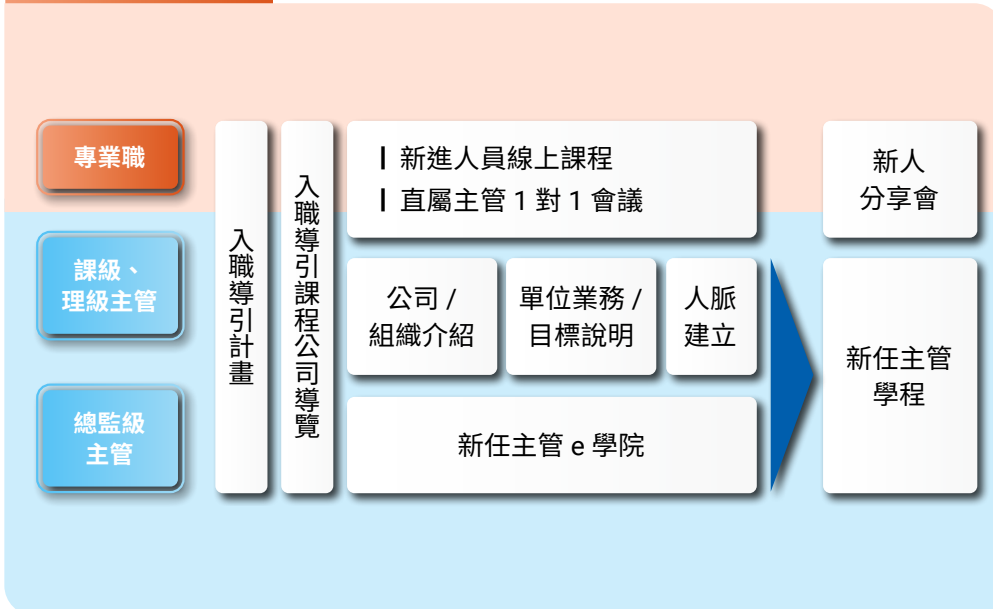 專業職
課級、
理級主管
總監級
主管
入職導引計畫
入職導引課程公司導覽
新進人員線上課程
直屬主管 1 對 1 會議
公司 /
組織介紹
單位業務 /
目標說明
人脈
建立
新任主管 e 學院
新人
分享會
新任主管
學程